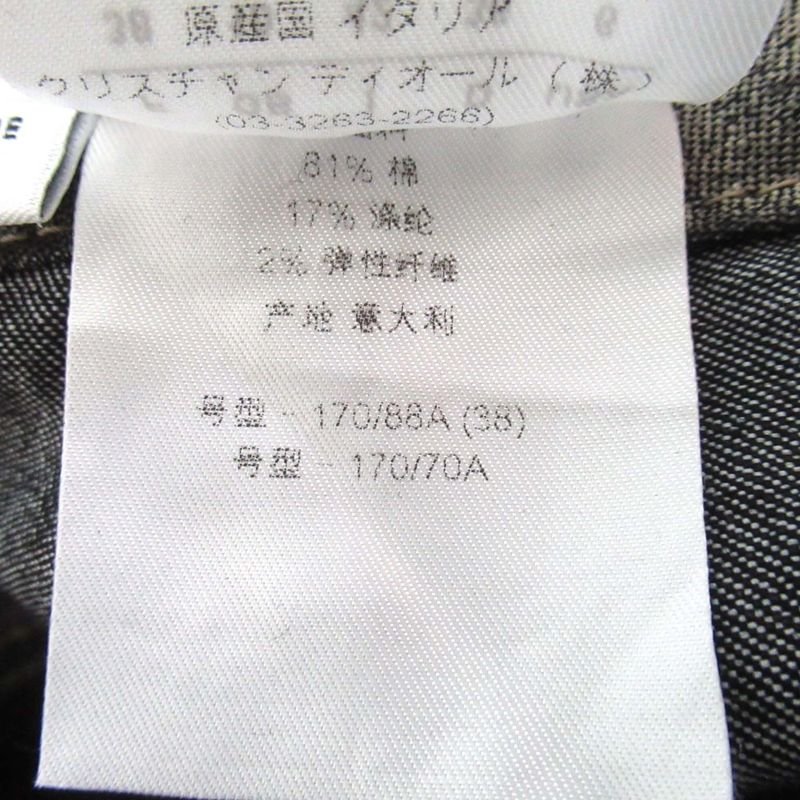 原産国 イタリア
クリスチャン ディオール（株）
(03-3263-2266)
81% 棉
17% 涤纶
2% 弹性纤维
产地 意大利
号型 - 170/88A (38)
号型 - 170/70A